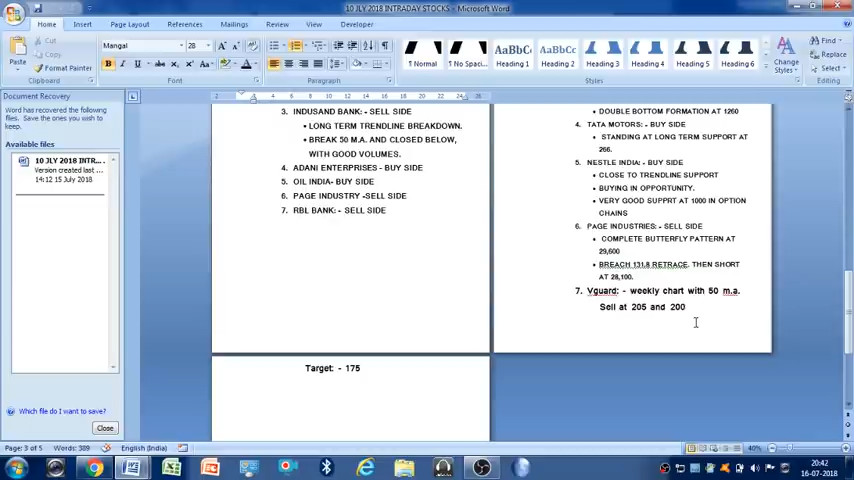 10 JLY 2018 INTRADAY STOCKS - Microsoft Word
Home Insert Page Layout References Mailings Review View Developer
Paste
Cut
Copy
Format Painter
Clipboard
Mangal 28
Font
Paragraph
AaBbC AaBbC
¶ Normal ¶ No Spaci... Heading 1 Heading 2 Heading 3 Heading 4 Heading 5 Heading 6
Styles
Change
Styles
Find
Replace
Select
Editing
Document Recovery
Word has recovered the following
files. Save the ones you wish to
keep.
Available files
10 JLY 2018 INTRA...
Version created last ...
14:12 15 July 2018
Which file do I want to save?
Close
3. INDUSAND BANK: - SELL SIDE
• LONG TERM TRENDLINE BREAKDOWN.
• BREAK 50 M.A. AND CLOSED BELOW,
WITH GOOD VOLUMES.
4. ADANI ENTERPRISES - BUY SIDE
5. OIL INDIA- BUY SIDE
6. PAGE INDUSTRY -SELL SIDE
7. RBL BANK: - SELL SIDE
• DOUBLE BOTTOM FORMATION AT 1260
4. TATA MOTORS: - BUY SIDE
• STANDING AT LONG TERM SUPPORT AT
266.
5. NESTLE INDIA: - BUY SIDE
• CLOSE TO TRENDLINE SUPPORT
• BUYING IN OPPORTUNITY.
• VERY GOOD SUPPRT AT 1000 IN OPTION
CHAINS
6. PAGE INDUSTRIES: - SELL SIDE
• COMPLETE BUTTERFLY PATTERN AT
29,600
• BREACH 131.8 RETRACE. THEN SHORT
AT 28,100.
7. Vguard: - weekly chart with 50 m.a.
Sell at 205 and 200
Target: - 175
Page: 3 of 5 Words: 389 English (India) 40%
20:42
16-07-2018